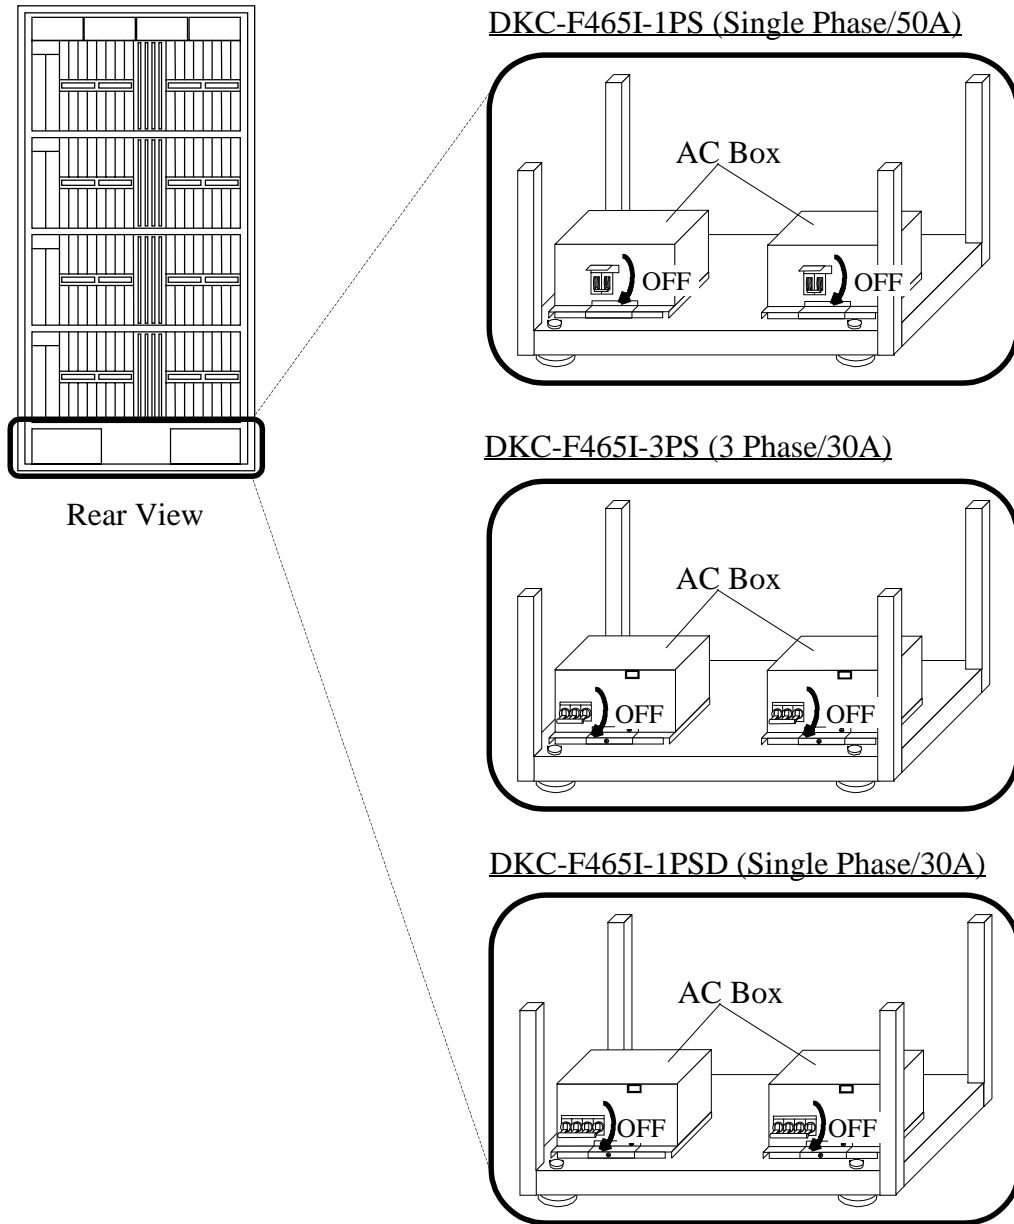 DKC-F465I-1PS (Single Phase/50A)
AC Box
OFF
OFF
Rear View
DKC-F465I-3PS (3 Phase/30A)
AC Box
OFF
OFF
DKC-F465I-1PSD (Single Phase/30A)
AC Box
OFF
OFF